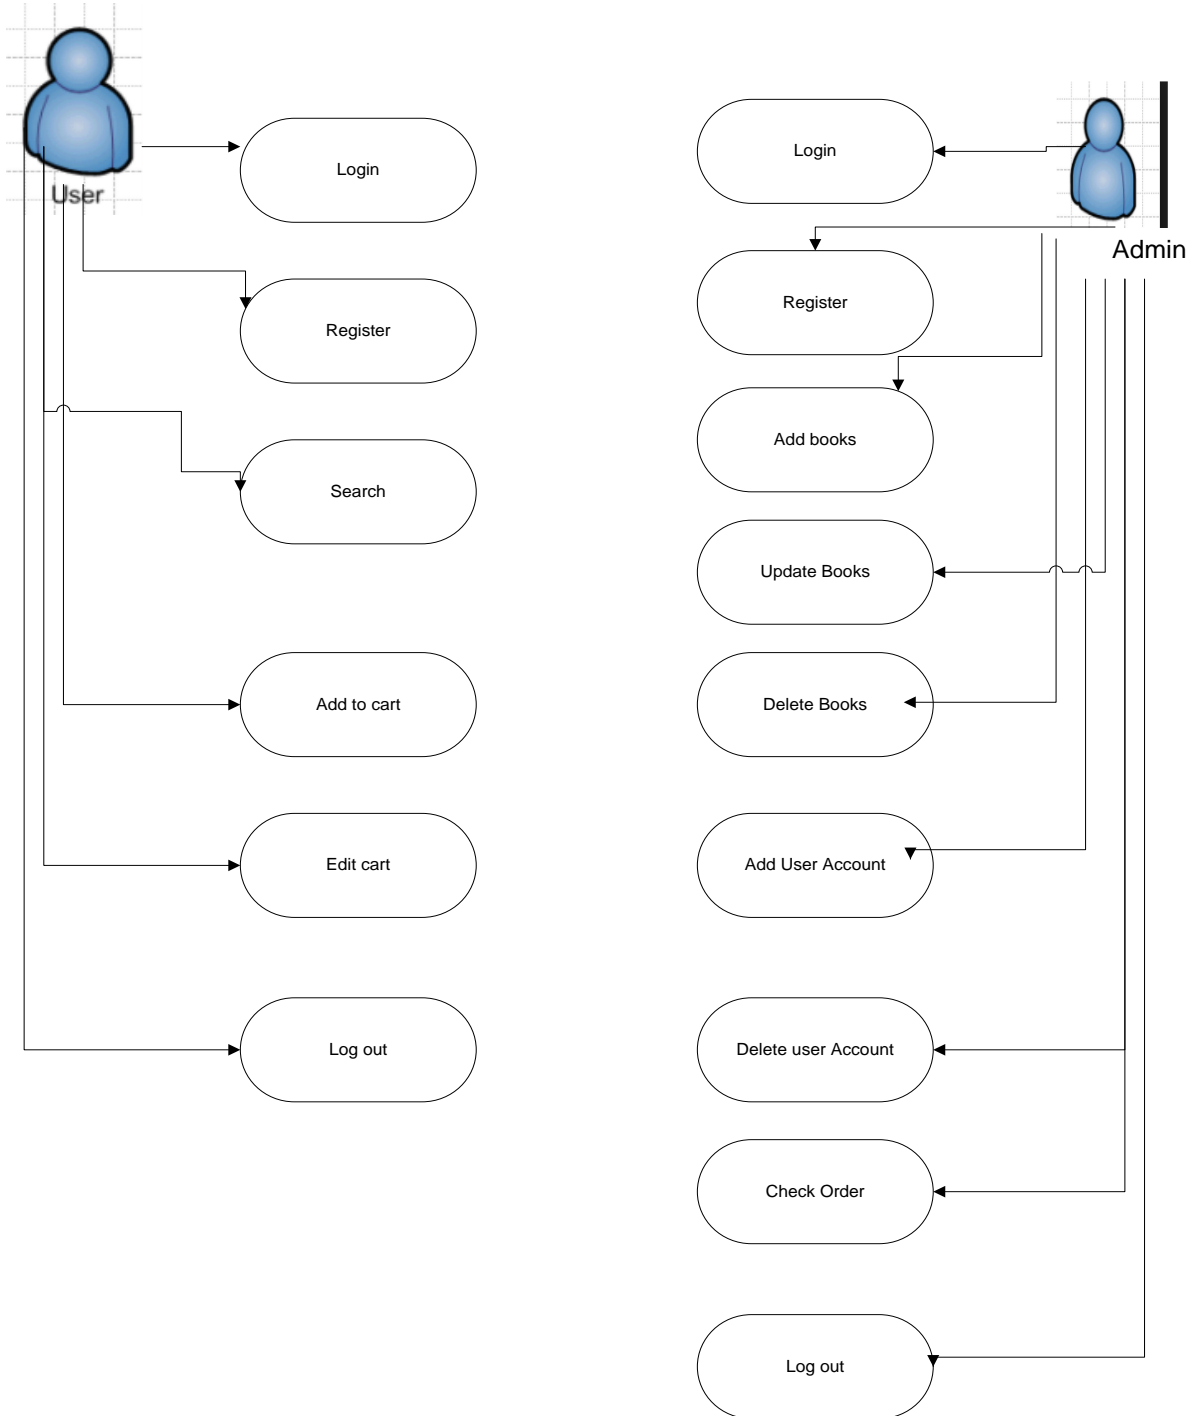 User
Login
Register
Search
Add to cart
Edit cart
Log out
Admin
Login
Register
Add books
Update Books
Delete Books
Add User Account
Delete user Account
Check Order
Log out